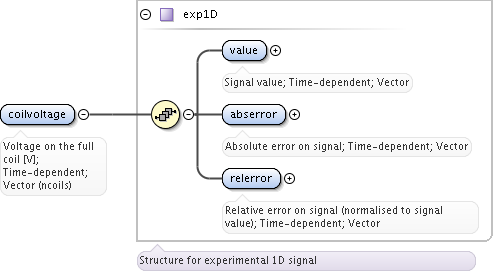 exp1D
value
Signal value; Time-dependent; Vector
coilvoltage
Voltage on the full
coil [V];
Time-dependent;
Vector (ncoils)
abserror
Absolute error on signal; Time-dependent; Vector
relerror
Relative error on signal (normalised to signal
value); Time-dependent; Vector
Structure for experimental 1D signal